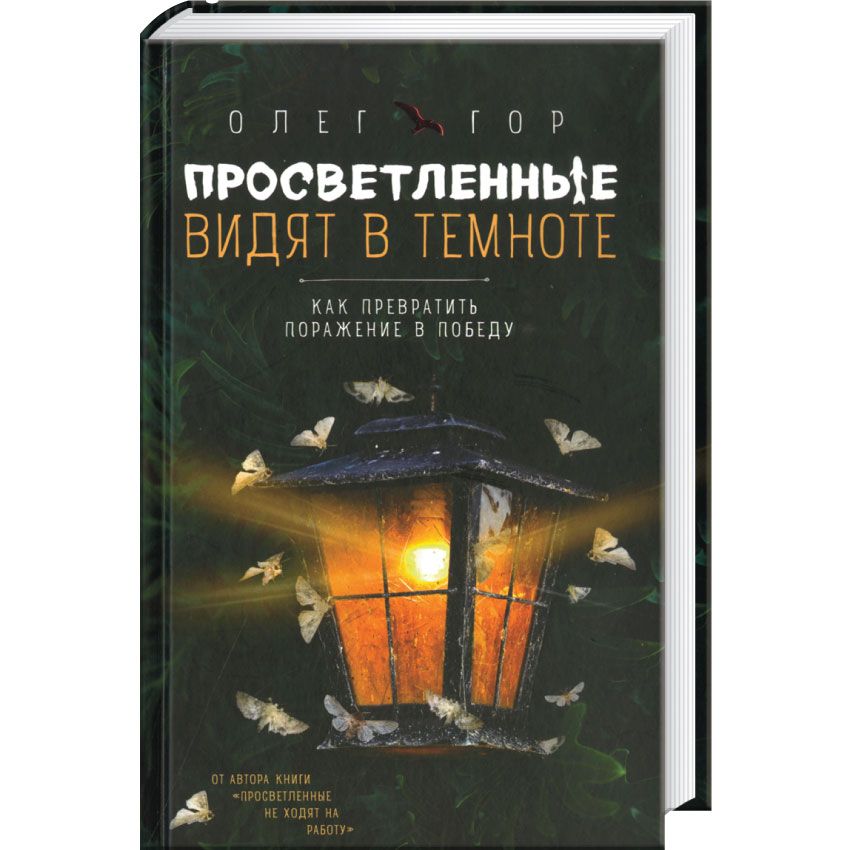 ОЛЕГ ГОР
ПРОСВЕТЛЕННЫЕ
ВИДЯТ В ТЕМНОТЕ
КАК ПРЕВРАТИТЬ
ПОРАЖЕНИЕ В ПОБЕДУ
ОТ АВТОРА КНИГИ
«ПРОСВЕТЛЕННЫЕ
НЕ ХОДЯТ НА
РАБОТУ»